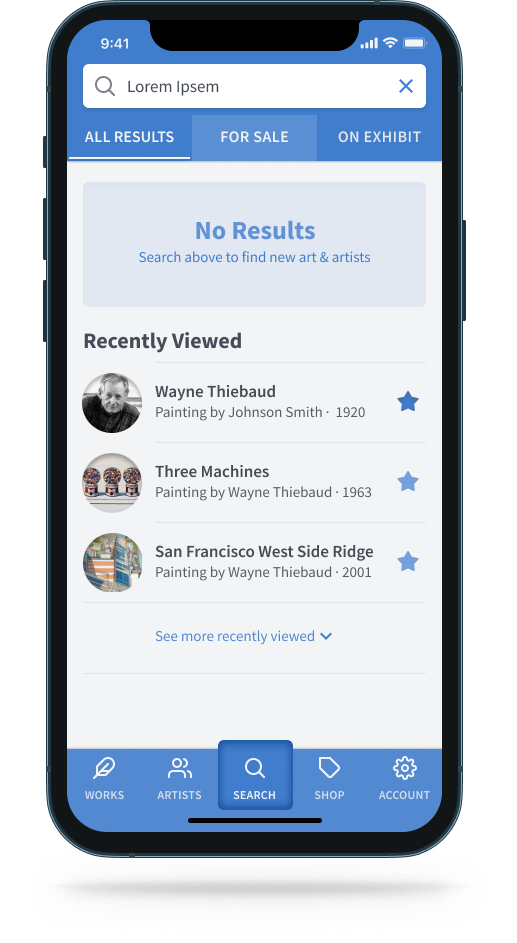 9:41
Lorem Ipsem
ALL RESULTS FOR SALE ON EXHIBIT
No Results
Search above to find new art & artists
Recently Viewed
Wayne Thiebaud
Painting by Johnson Smith · 1920
Three Machines
Painting by Wayne Thiebaud · 1963
San Francisco West Side Ridge
Painting by Wayne Thiebaud · 2001
See more recently viewed
WORKS ARTISTS SEARCH SHOP ACCOUNT